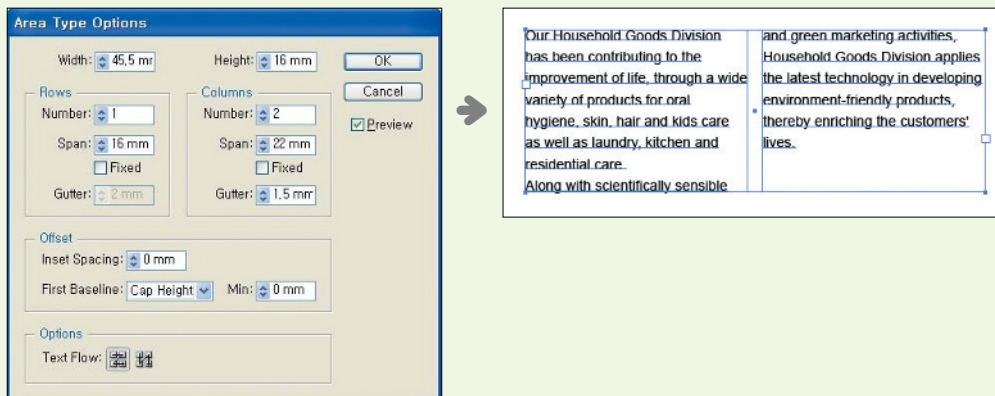 Area Type Options
Width: 45,5 mr
Height: 16 mm
OK
Cancel
Preview
Rows
Number: 1
Span: 16 mm
Fixed
Gutter: 2 mm
Columns
Number: 2
Span: 22 mm
Fixed
Gutter: 1,5 mr
Offset
Inset Spacing: 0 mm
First Baseline: Cap Height
Min: 0 mm
Options
Text Flow:
Our Household Goods Division
has been contributing to the
improvement of life, through a wide
variety of products for oral
hygiene, skin, hair and kids care
as well as laundry, kitchen and
residential care.
Along with scientifically sensible
and green marketing activities,
Household Goods Division applies
the latest technology in developing
environment-friendly products,
thereby enriching the customers'
lives.